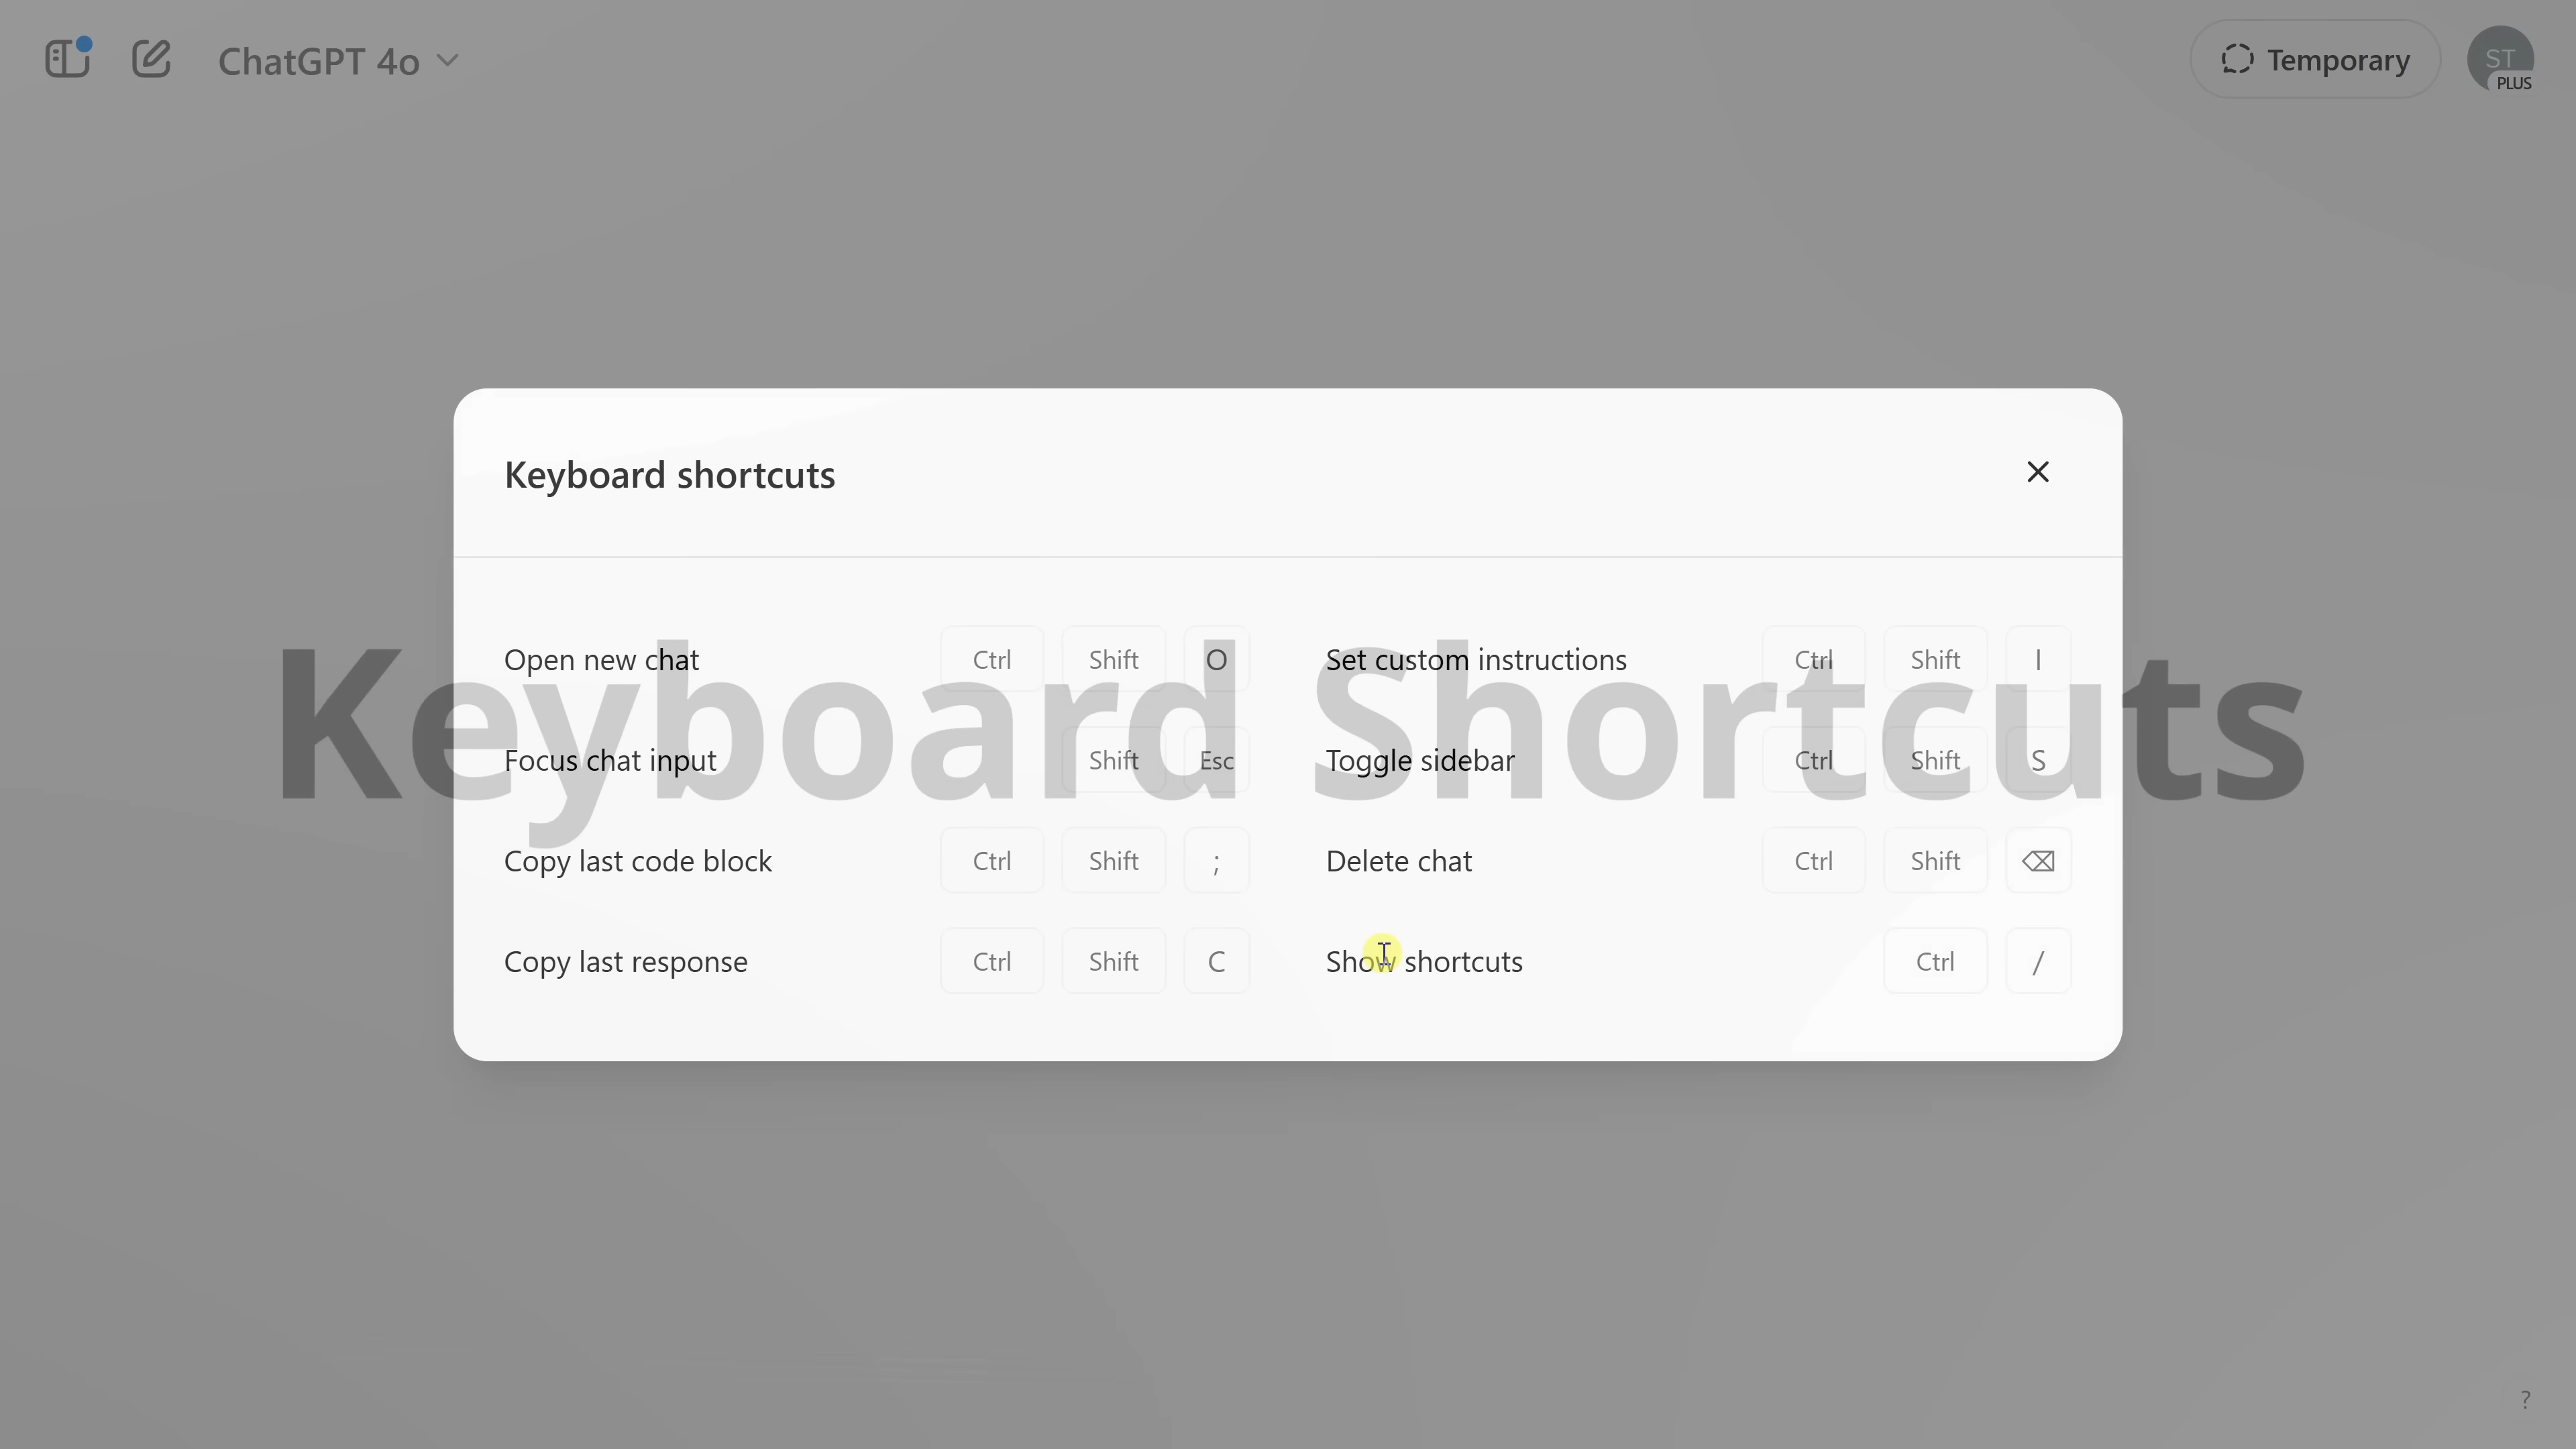 ChatGPT 4o
Temporary
ST
PLUS
Keyboard shortcuts
Keyboard Shortcuts
Open new chat Ctrl Shift O
Set custom instructions Ctrl Shift I
Focus chat input Shift Esc
Toggle sidebar Ctrl Shift S
Copy last code block Ctrl Shift ;
Delete chat Ctrl Shift ⌫
Copy last response Ctrl Shift C
Show shortcuts Ctrl /
?